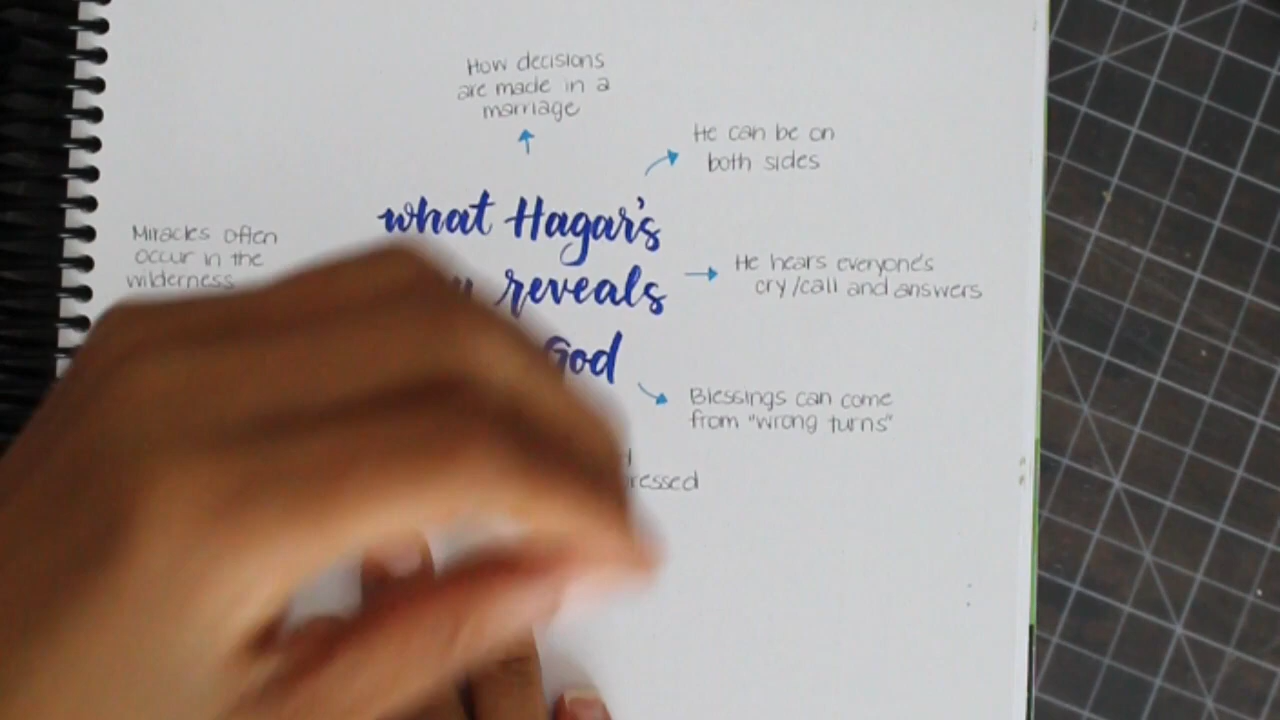 How decisions
are made in a
marriage
He can be on
both sides
what Hagar's
reveals
God
Miracles often
occur in the
wilderness
He hears everyone's
cry/call and answers
Blessings can come
from "wrong turns"